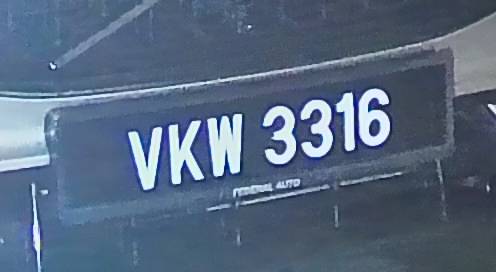 VKW 3316
FEDERAL AUTO